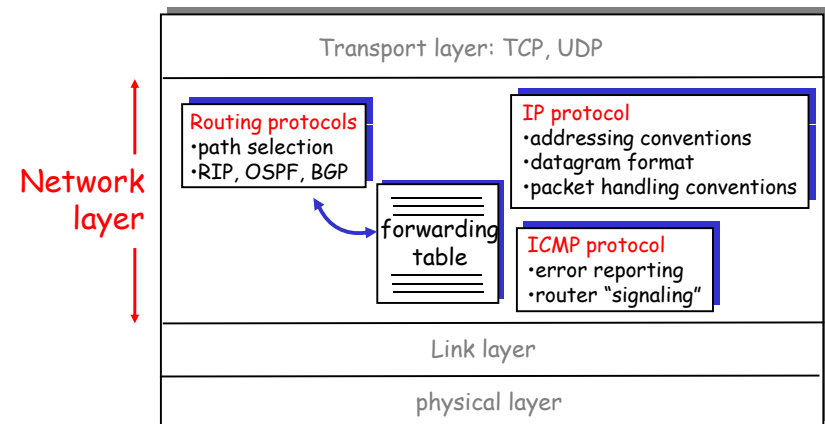 Transport layer: TCP, UDP
Network
layer
Routing protocols
•path selection
•RIP, OSPF, BGP
forwarding
table
IP protocol
•addressing conventions
•datagram format
•packet handling conventions
ICMP protocol
•error reporting
•router “signaling”
Link layer
physical layer